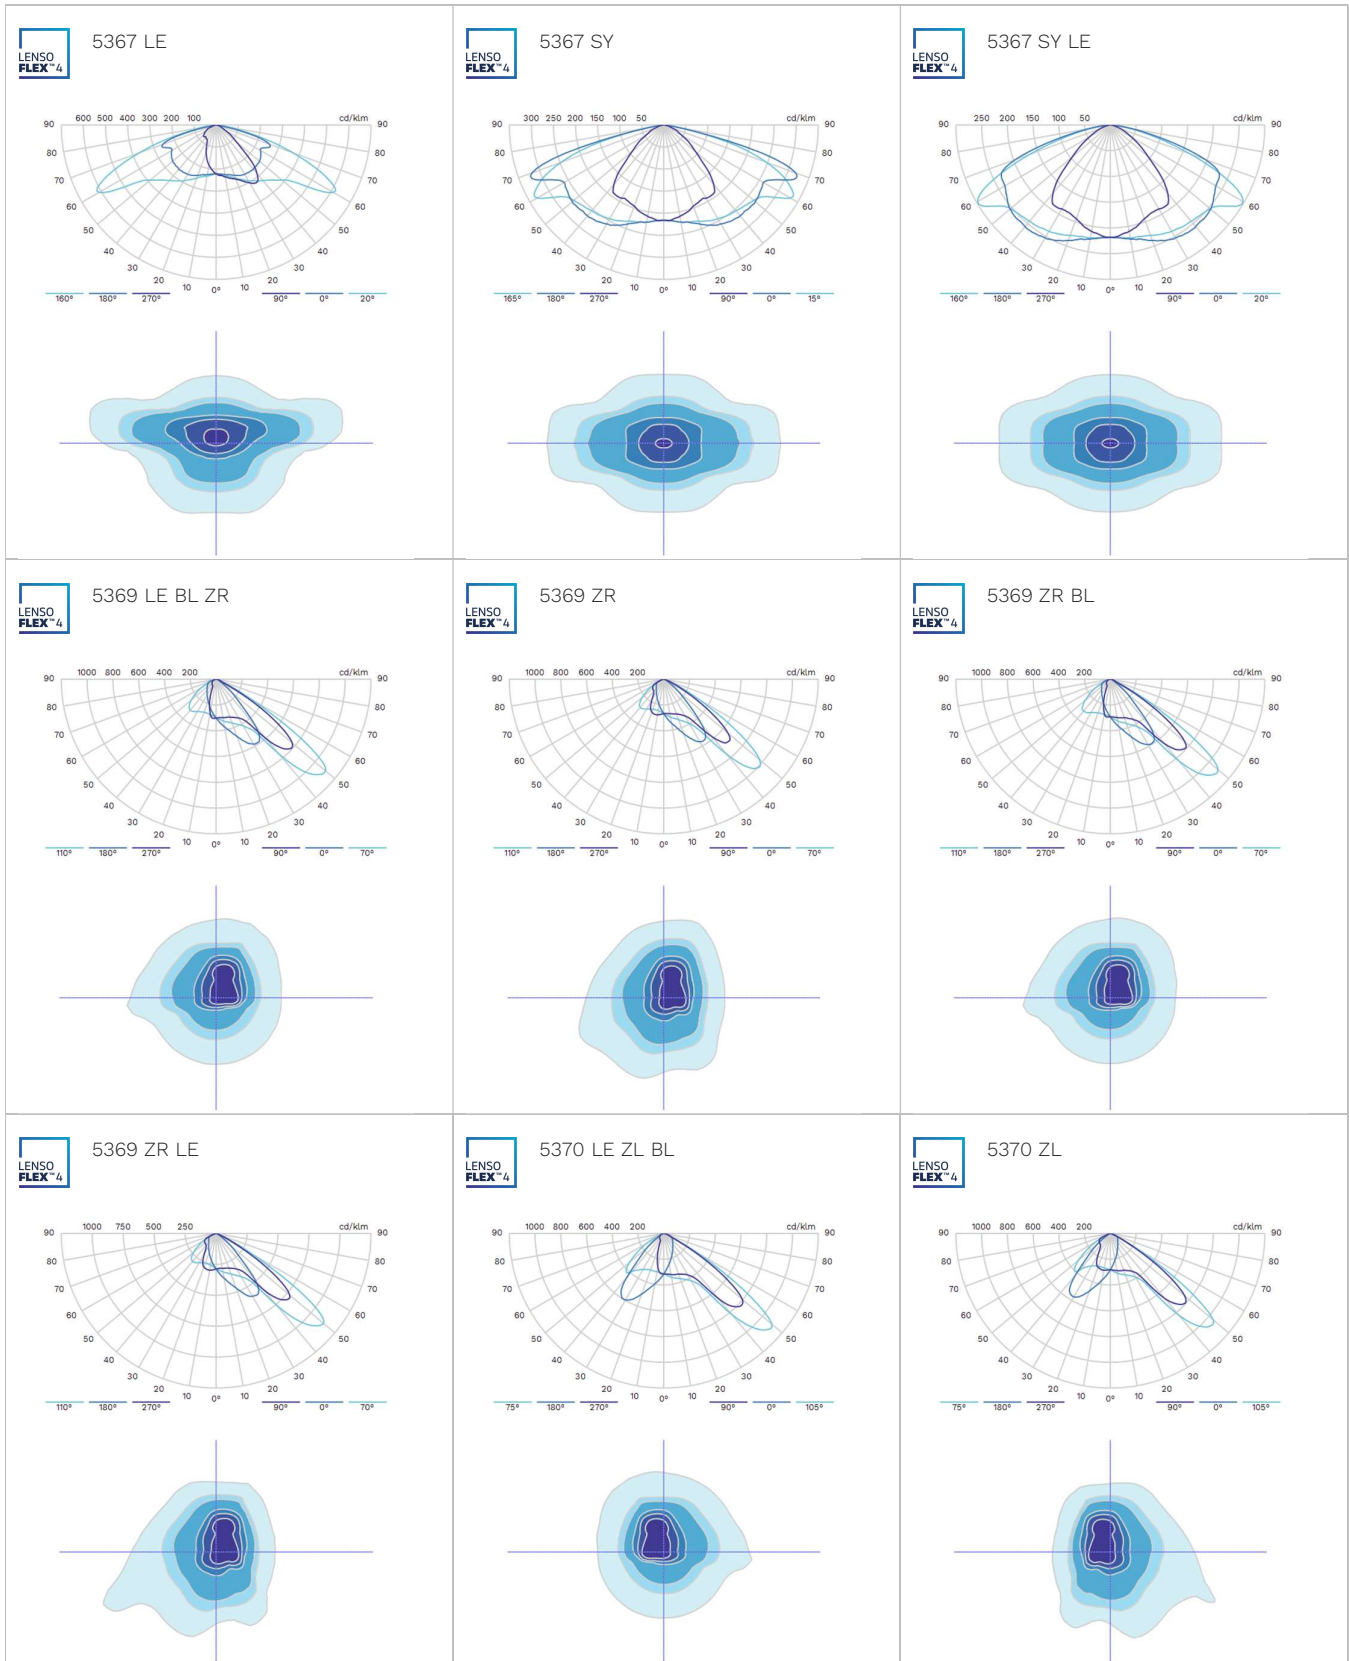 LENSO
FLEX™4
5367 LE
LENSO
FLEX™4
5367 SY
LENSO
FLEX™4
5367 SY LE
90 600 500 400 300 200 100 cd/klm 90
80 80
70 70
60 60
50 50
40 40
30 30
20 10 0° 10 20
160° 180° 270° 90° 0° 20°
90 300 250 200 150 100 50 cd/klm 90
80 80
70 70
60 60
50 50
40 40
30 30
20 10 0° 10 20
165° 180° 270° 90° 0° 15°
90 250 200 150 100 50 cd/klm 90
80 80
70 70
60 60
50 50
40 40
30 30
20 10 0° 10 20
160° 180° 270° 90° 0° 20°
LENSO
FLEX™4
5369 LE BL ZR
LENSO
FLEX™4
5369 ZR
LENSO
FLEX™4
5369 ZR BL
90 1000 800 600 400 200 cd/klm 90
80 80
70 70
60 60
50 50
40 40
30 30
20 10 0° 10 20
110° 180° 270° 90° 0° 70°
90 1000 800 600 400 200 cd/klm 90
80 80
70 70
60 60
50 50
40 40
30 30
20 10 0° 10 20
110° 180° 270° 90° 0° 70°
90 1000 800 600 400 200 cd/klm 90
80 80
70 70
60 60
50 50
40 40
30 30
20 10 0° 10 20
110° 180° 270° 90° 0° 70°
LENSO
FLEX™4
5369 ZR LE
LENSO
FLEX™4
5370 LE ZL BL
LENSO
FLEX™4
5370 ZL
90 1000 750 500 250 cd/klm 90
80 80
70 70
60 60
50 50
40 40
30 30
20 10 0° 10 20
110° 180° 270° 90° 0° 70°
90 1000 800 600 400 200 cd/klm 90
80 80
70 70
60 60
50 50
40 40
30 30
20 10 0° 10 20
75° 180° 270° 90° 0° 105°
90 1000 800 600 400 200 cd/klm 90
80 80
70 70
60 60
50 50
40 40
30 30
20 10 0° 10 20
75° 180° 270° 90° 0° 105°